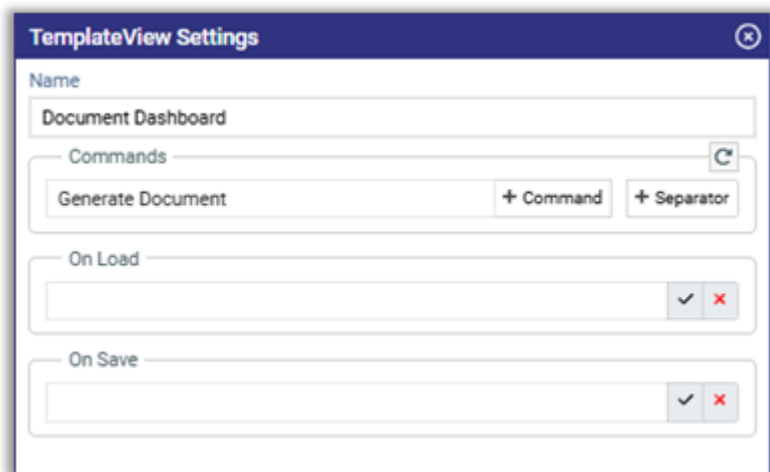 TemplateView Settings
Name
Document Dashboard
Commands
Generate Document + Command + Separator
On Load
On Save